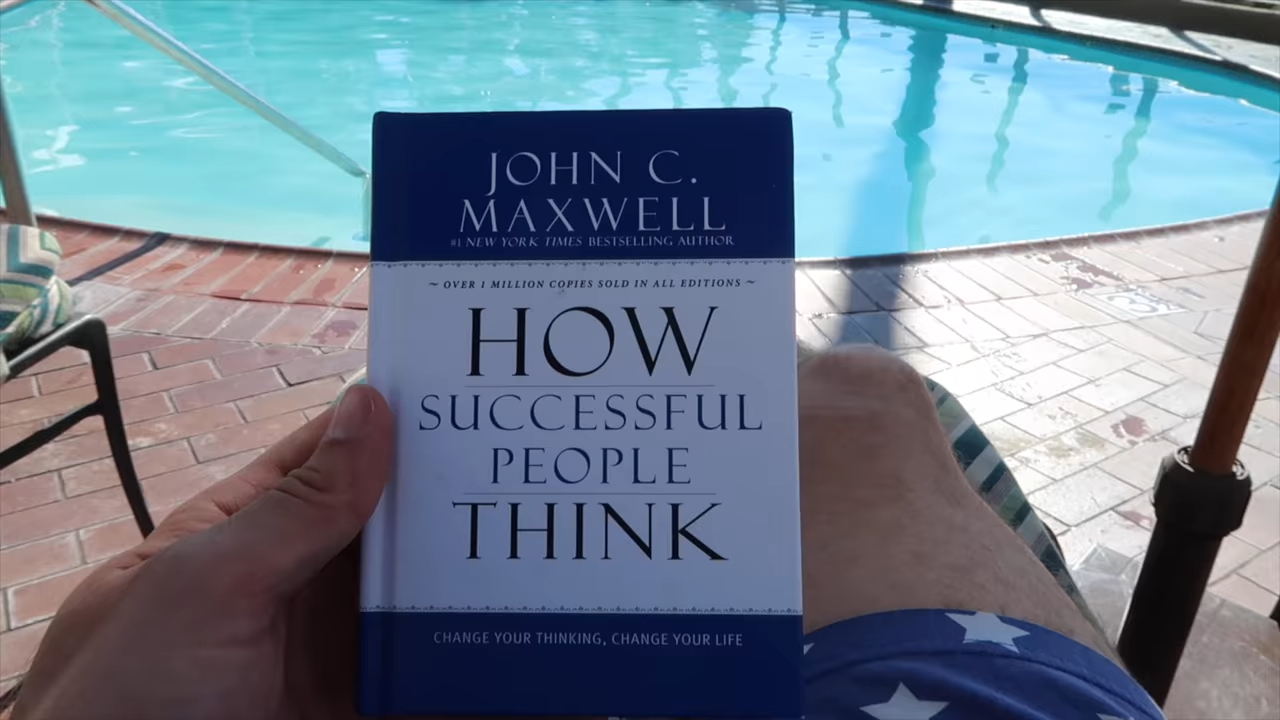 JOHN C.
MAXWELL
#1 NEW YORK TIMES BESTSELLING AUTHOR
~ OVER 1 MILLION COPIES SOLD IN ALL EDITIONS ~
HOW
SUCCESSFUL
PEOPLE
THINK
CHANGE YOUR THINKING, CHANGE YOUR LIFE